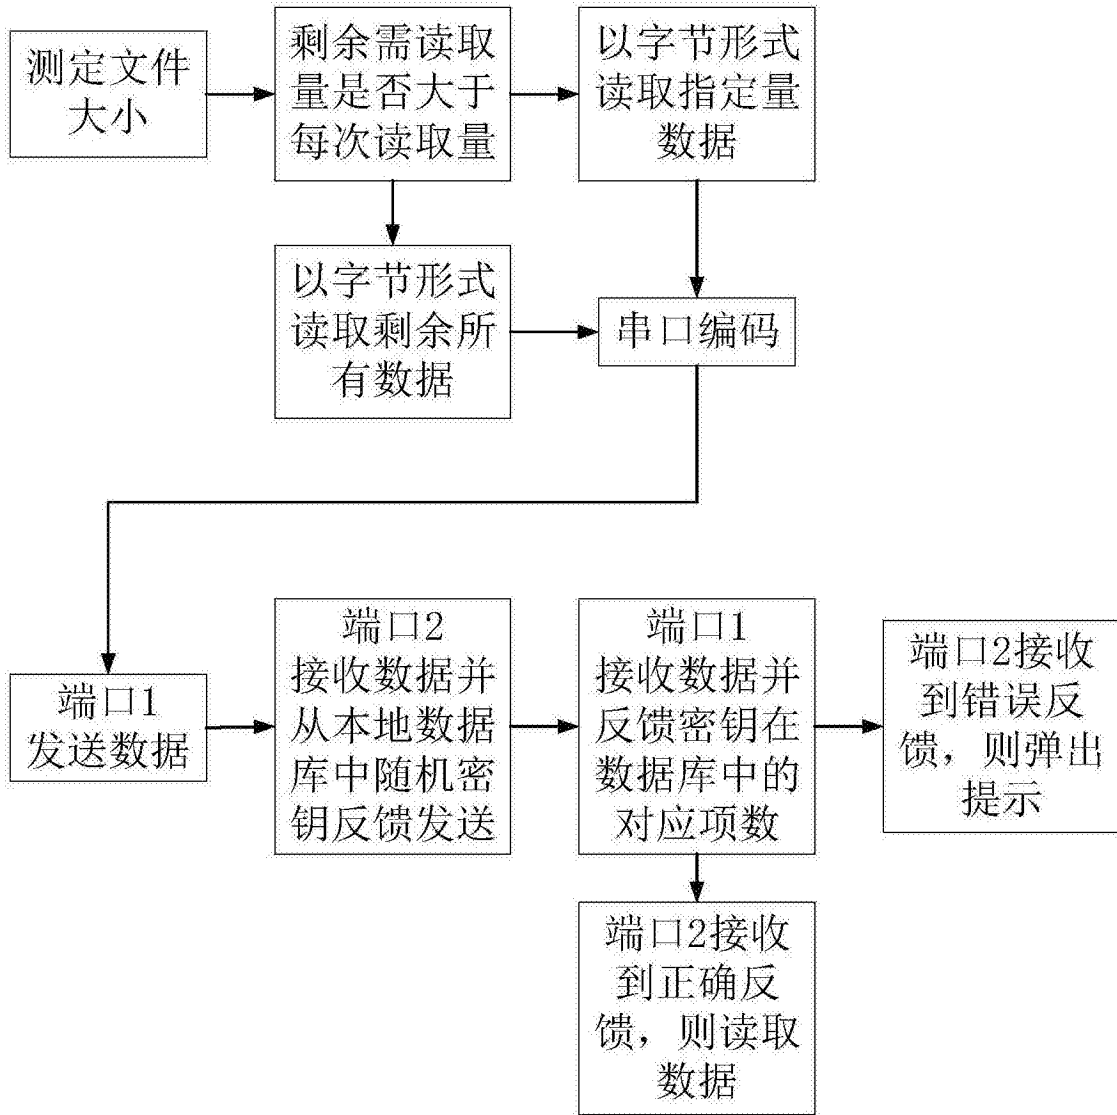 测定文件
大小
剩余需读取
量是否大于
每次读取量
以字节形式
读取指定量
数据
以字节形式
读取剩余所
有数据
串口编码
端口1
发送数据
端口2
接收数据并
从本地数据
库中随机密
钥反馈发送
端口1
接收数据并
反馈密钥在
数据库中的
对应项数
端口2接收
到错误反
馈，则弹出
提示
端口2接收
到正确反
馈，则读取
数据